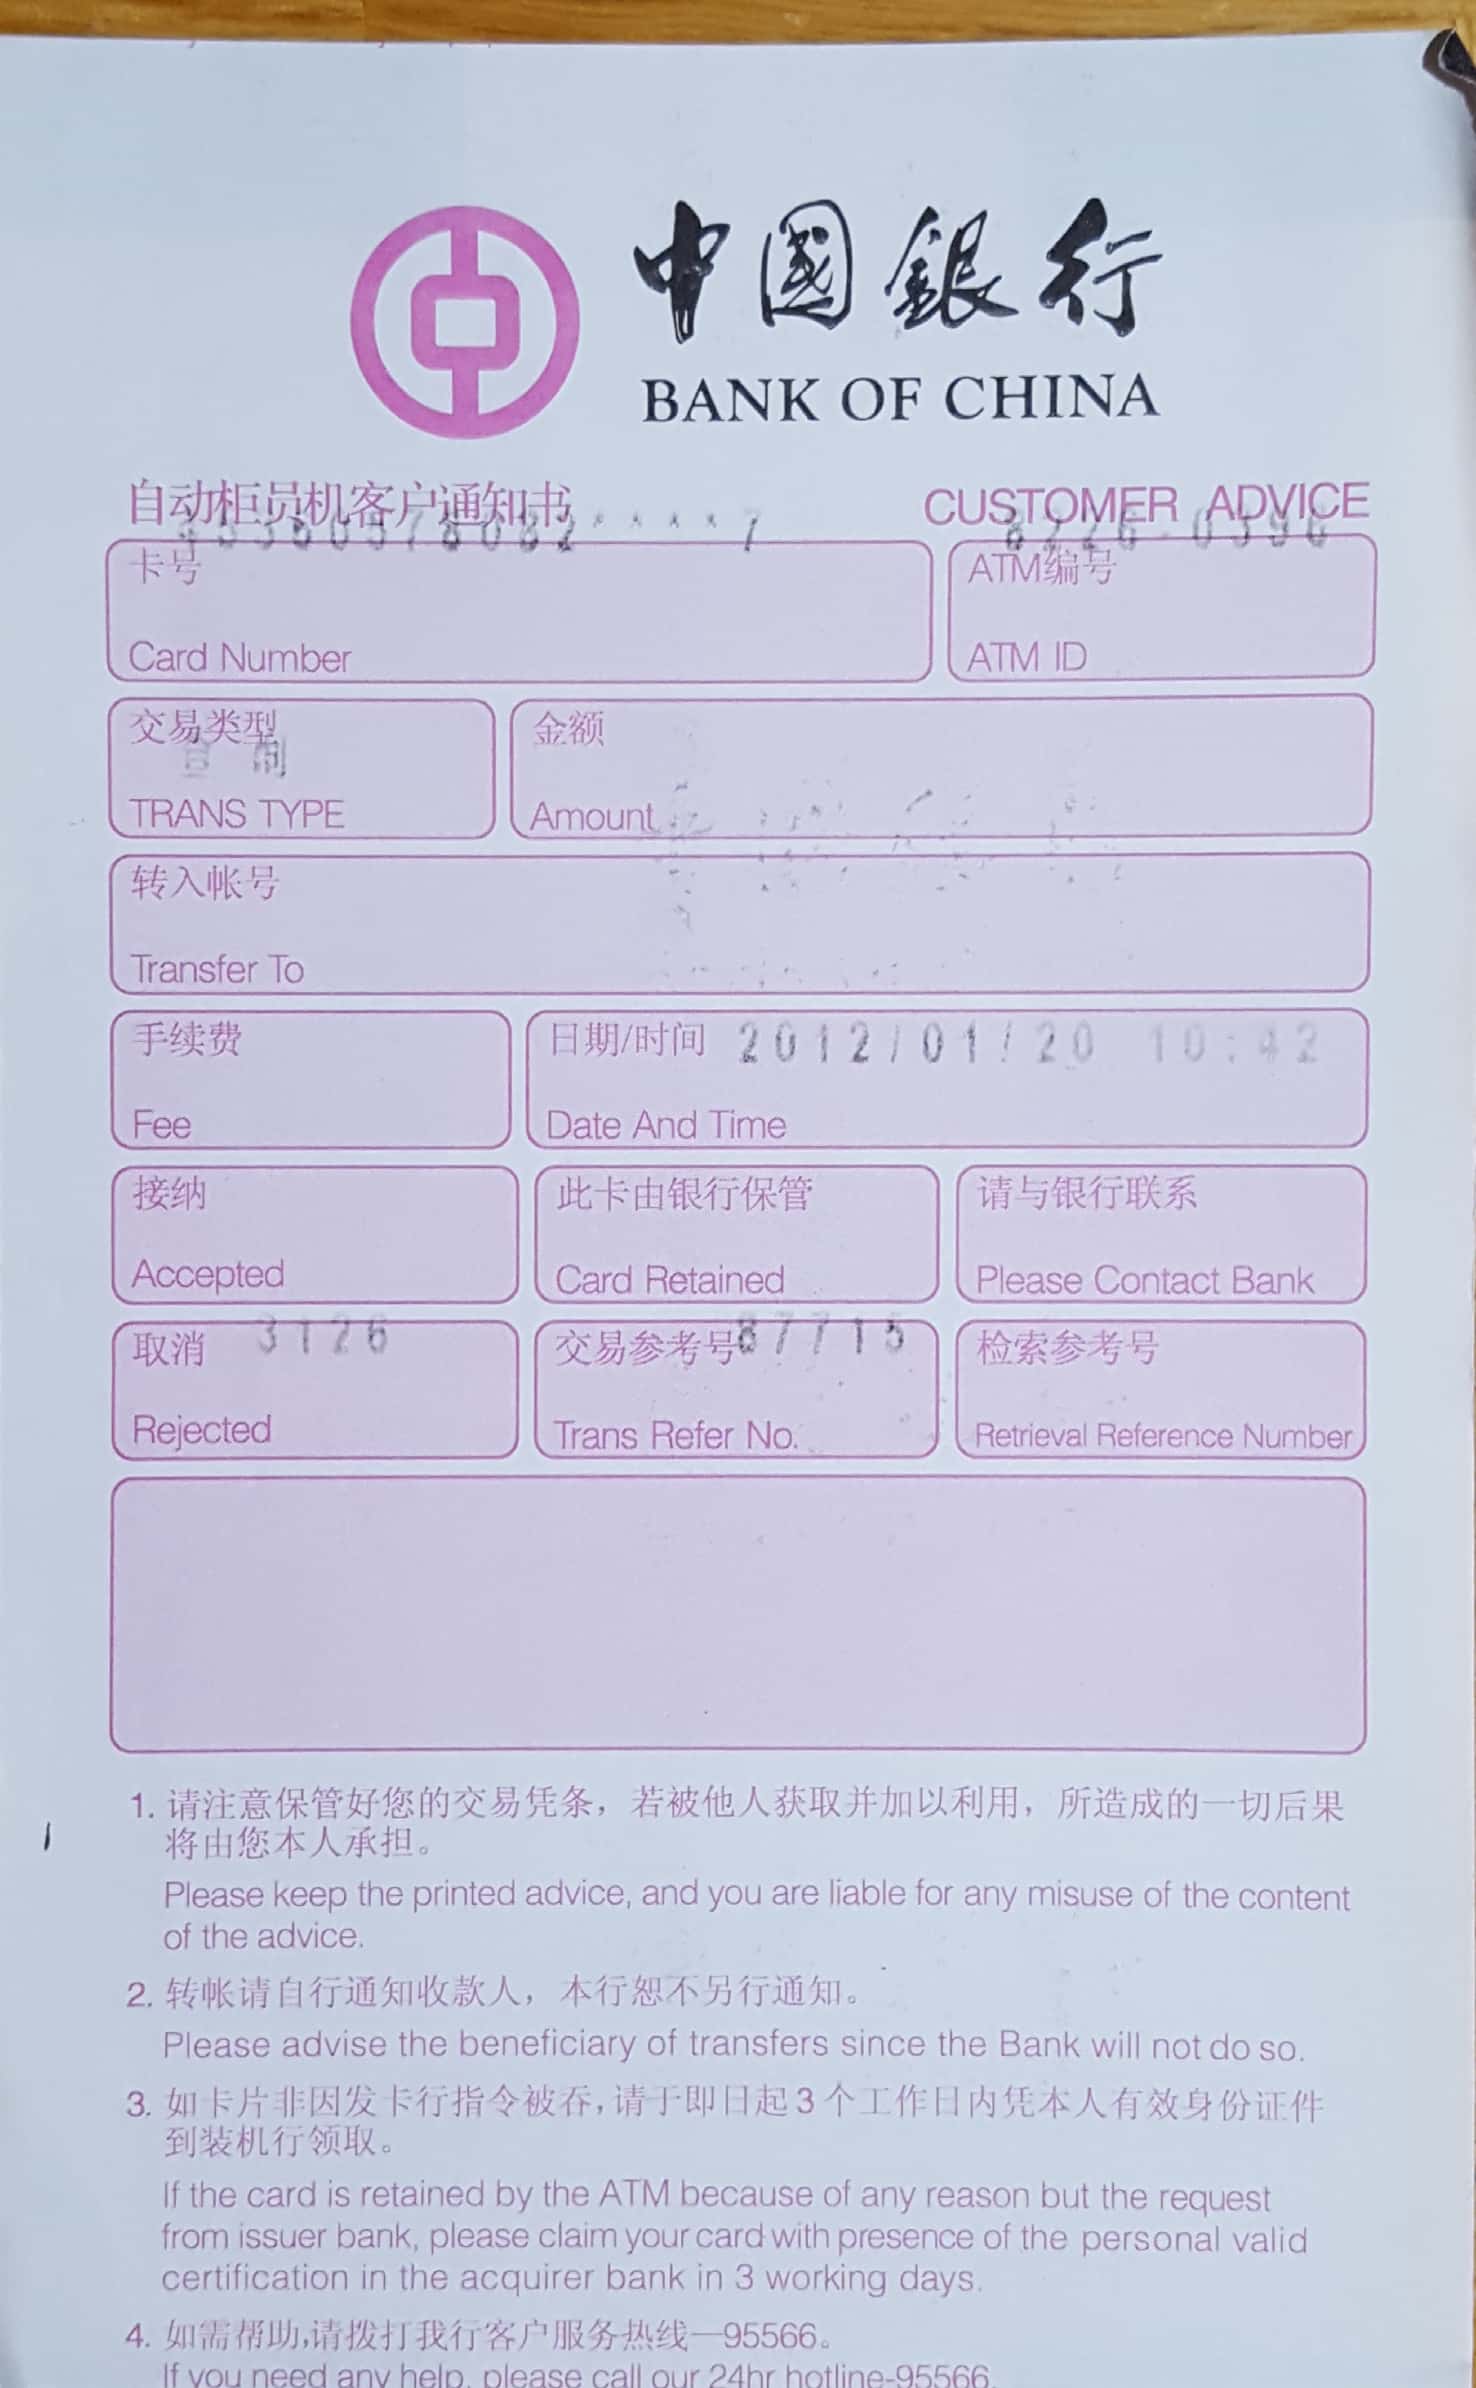 中國銀行
BANK OF CHINA
自动柜员机客户通知书
CUSTOMER ADVICE
****7
卡号
Card Number
ATM编号
ATM ID
交易类型
TRANS TYPE
金额
Amount
转入帐号
Transfer To
手续费
Fee
日期/时间 2012/01/20 10:42
Date And Time
接纳
Accepted
此卡由银行保管
Card Retained
请与银行联系
Please Contact Bank
取消 3126
Rejected
交易参考号 87715
Trans Refer No.
检索参考号
Retrieval Reference Number
1. 请注意保管好您的交易凭条，若被他人获取并加以利用，所造成的一切后果
将由您本人承担。
Please keep the printed advice, and you are liable for any misuse of the content
of the advice.
2. 转帐请自行通知收款人，本行恕不另行通知。
Please advise the beneficiary of transfers since the Bank will not do so.
3. 如卡片非因发卡行指令被吞,请于即日起3个工作日内凭本人有效身份证件
到装机行领取。
If the card is retained by the ATM because of any reason but the request
from issuer bank, please claim your card with presence of the personal valid
certification in the acquirer bank in 3 working days.
4. 如需帮助,请拨打我行客户服务热线—95566。
If you need any help, please call our 24hr hotline-95566.